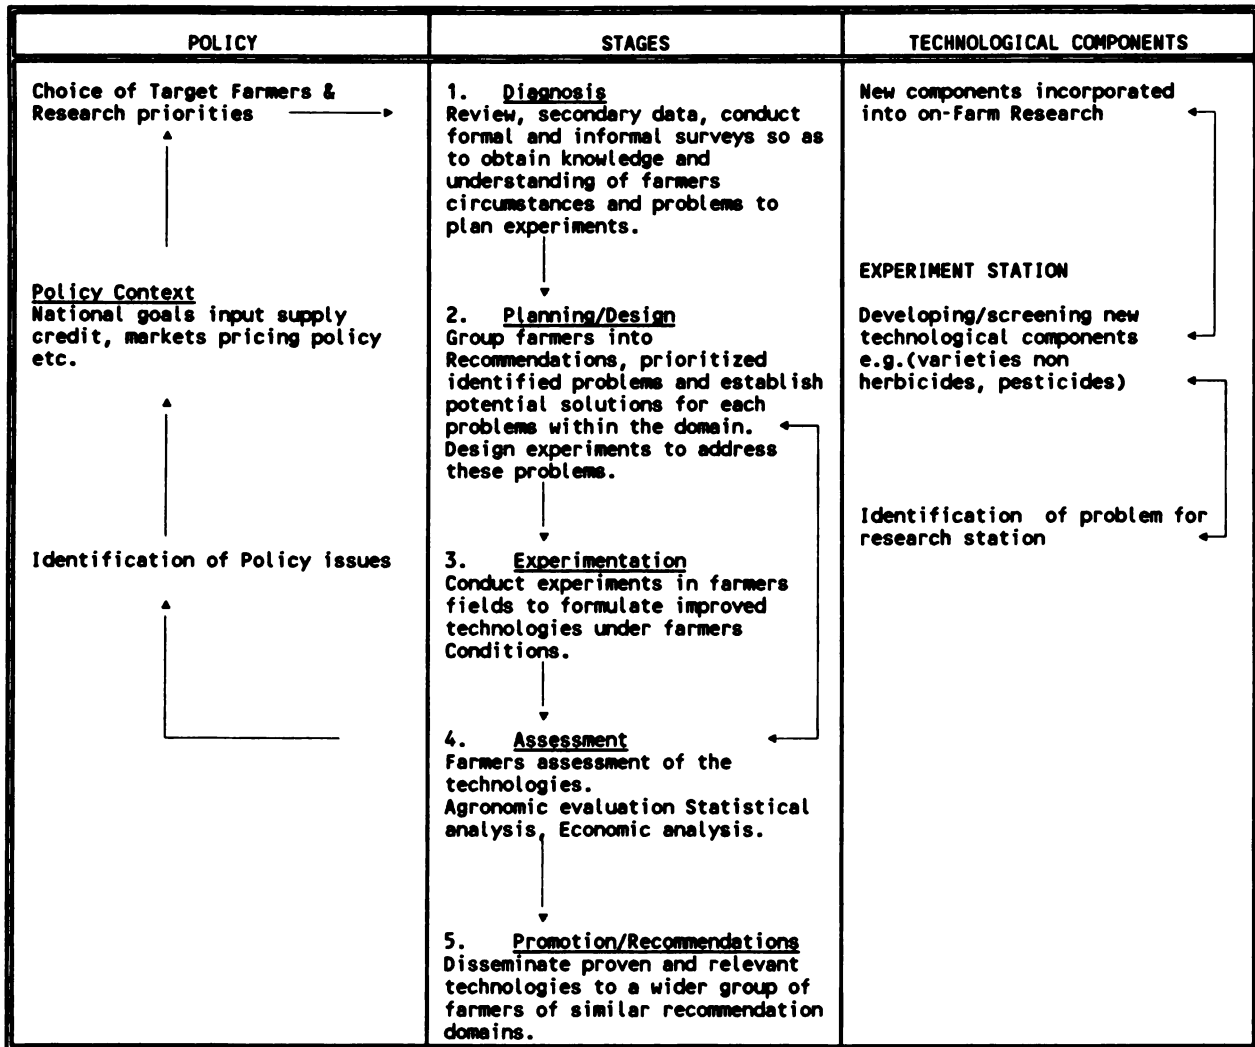 POLICY
Choice of Target Farmers &
Research priorities
Policy Context
National goals input supply
credit, markets pricing policy
etc.
Identification of Policy issues
STAGES
1. Diagnosis
Review, secondary data, conduct
formal and informal surveys so as
to obtain knowledge and
understanding of farmers
circumstances and problems to
plan experiments.
2. Planning/Design
Group farmers into
Recommendations, prioritized
identified problems and establish
potential solutions for each
problems within the domain.
Design experiments to address
these problems.
3. Experimentation
Conduct experiments in farmers
fields to formulate improved
technologies under farmers
Conditions.
4. Assessment
Farmers assessment of the
technologies.
Agronomic evaluation Statistical
analysis, Economic analysis.
5. Promotion/Recommendations
Disseminate proven and relevant
technologies to a wider group of
farmers of similar recommendation
domains.
TECHNOLOGICAL COMPONENTS
New components incorporated
into on-Farm Research
EXPERIMENT STATION
Developing/screening new
technological components
e.g.(varieties non
herbicides, pesticides)
Identification of problem for
research station